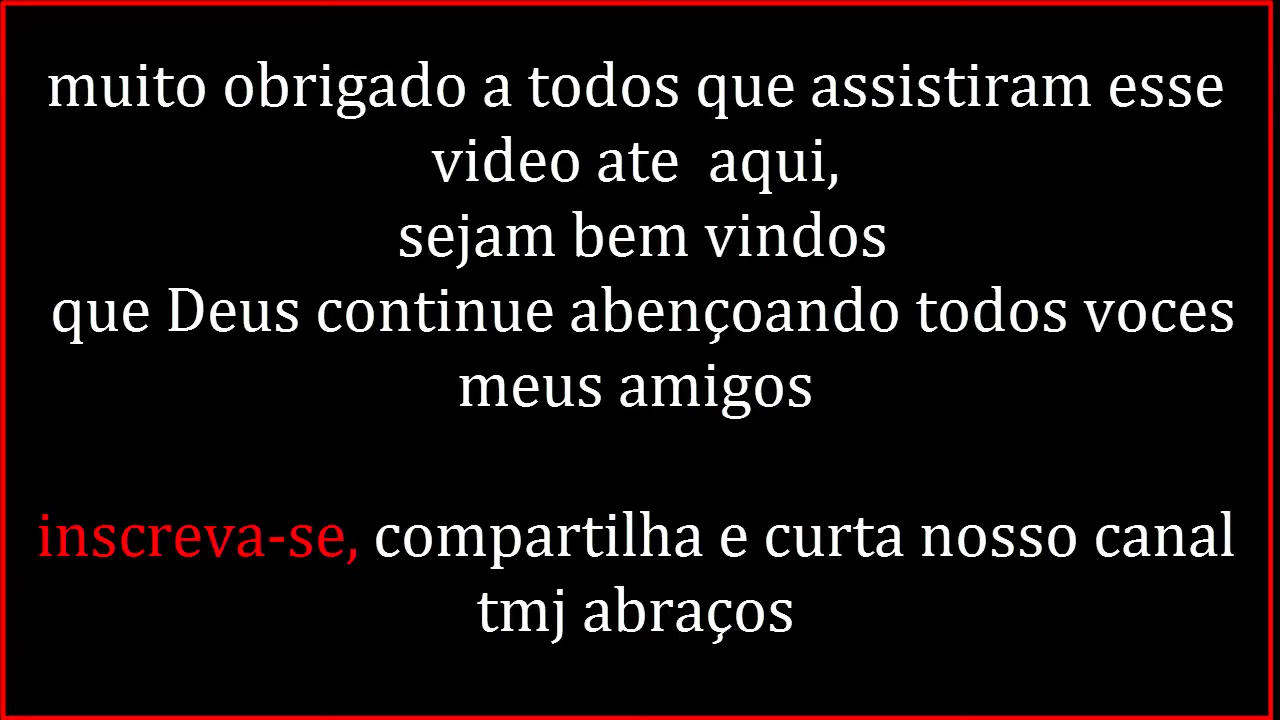 muito obrigado a todos que assistiram esse
video ate  aqui,
sejam bem vindos
que Deus continue abençoando todos voces
meus amigos
inscreva-se, compartilha e curta nosso canal
tmj abraços